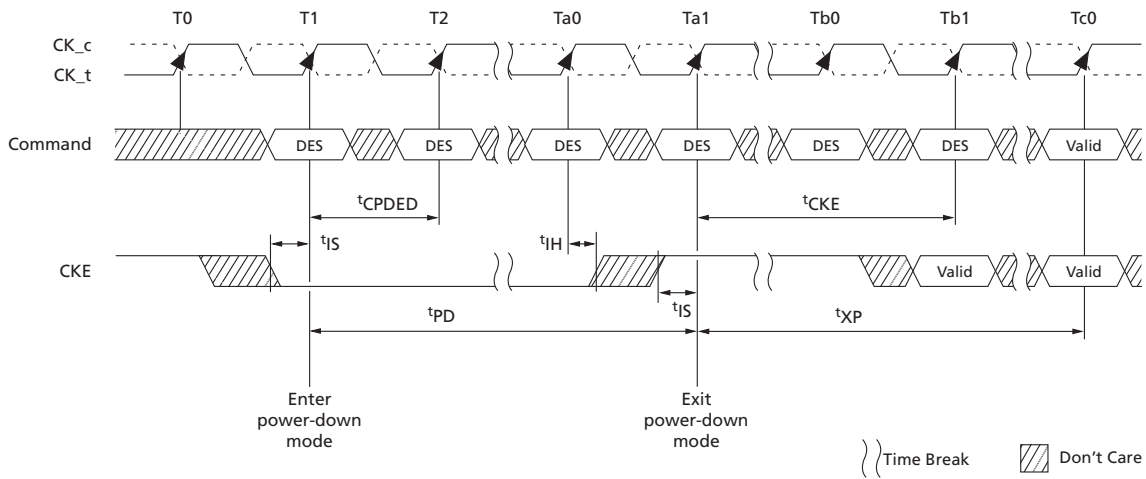 T0 T1 T2 Ta0 Ta1 Tb0 Tb1 Tc0
CK_c
CK_t
Command DES DES DES DES DES DES Valid
tCPDED tCKE
tIS tIH
CKE Valid Valid
tIS
tPD tXP
Enter
power-down
mode
Exit
power-down
mode
Time Break Don't Care